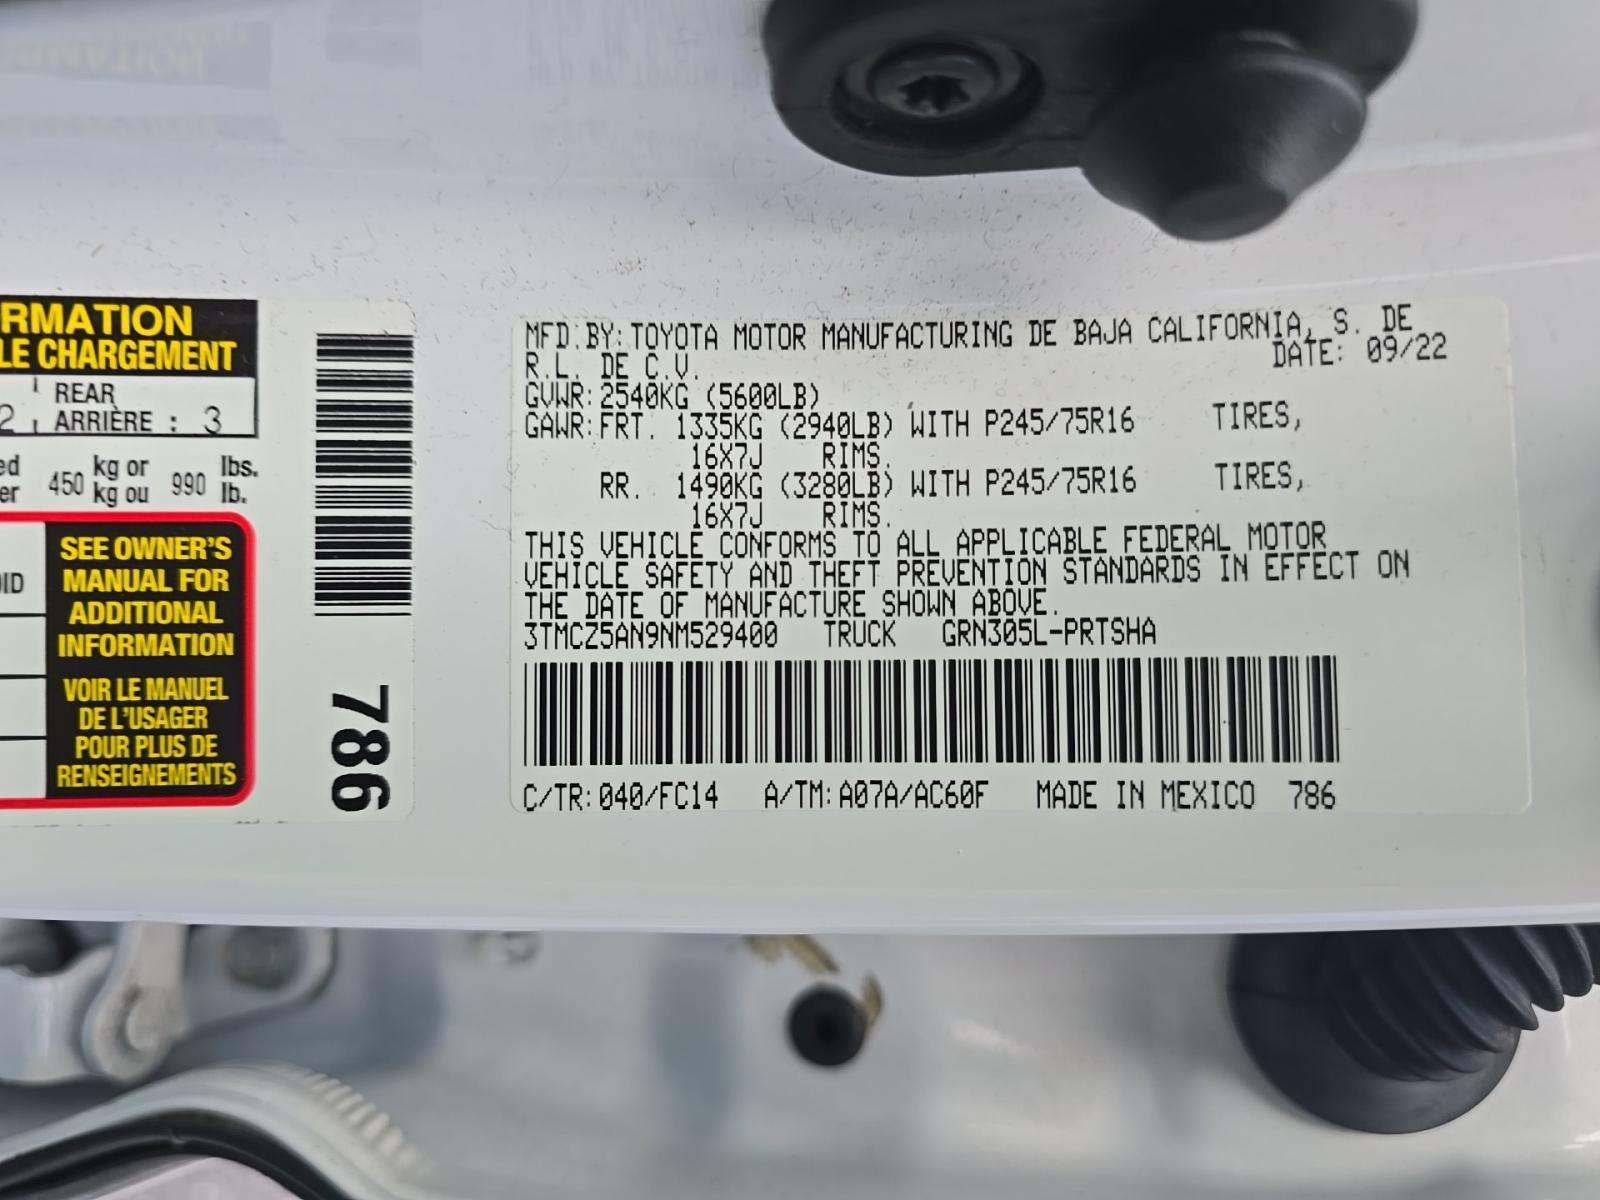 RMATION
LE CHARGEMENT
2 REAR
ARRIÈRE : 3
450 kg or 990 lbs.
kg ou lb.
SEE OWNER'S
MANUAL FOR
ADDITIONAL
INFORMATION
VOIR LE MANUEL
DE L'USAGER
POUR PLUS DE
RENSEIGNEMENTS
786
MFD.BY:TOYOTA MOTOR MANUFACTURING DE BAJA CALIFORNIA, S. DE
R.L. DE C.V. DATE: 09/22
GVWR:2540KG (5600LB)
GAWR:FRT. 1335KG (2940LB) WITH P245/75R16 TIRES,
16X7J RIMS.
RR. 1490KG (3280LB) WITH P245/75R16 TIRES,
16X7J RIMS.
THIS VEHICLE CONFORMS TO ALL APPLICABLE FEDERAL MOTOR
VEHICLE SAFETY AND THEFT PREVENTION STANDARDS IN EFFECT ON
THE DATE OF MANUFACTURE SHOWN ABOVE.
3TMCZ5AN9NM529400 TRUCK GRN305L-PRTSHA
C/TR:040/FC14 A/TM:A07A/AC60F MADE IN MEXICO 786